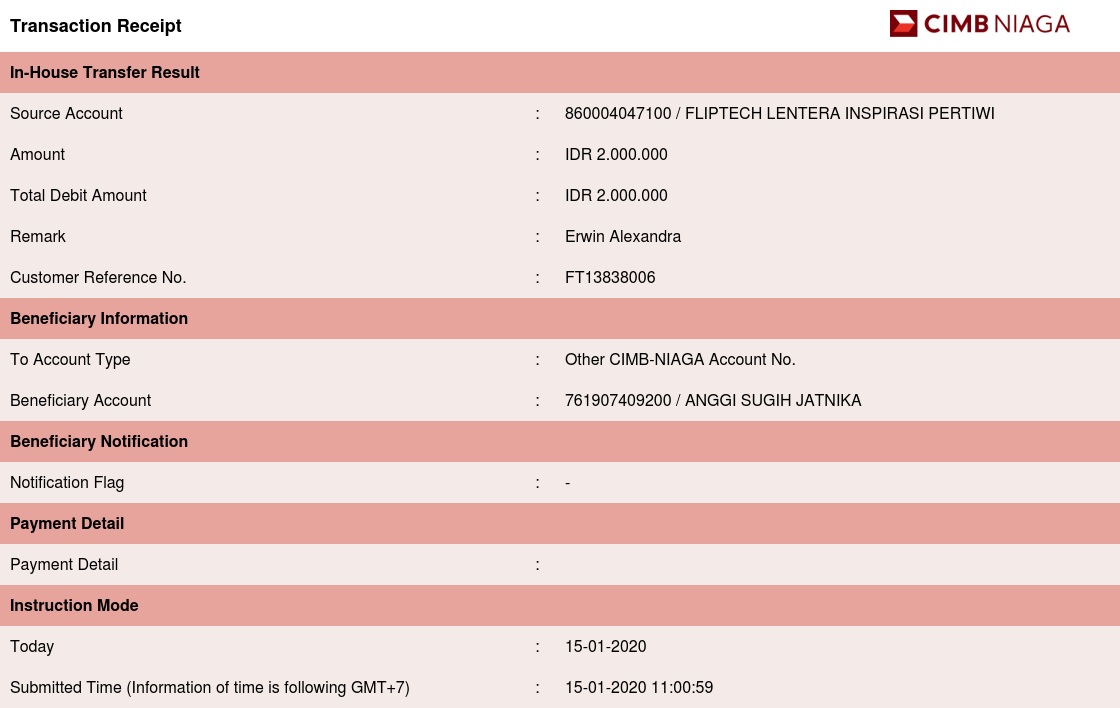 Transaction Receipt
CIMB NIAGA
In-House Transfer Result
Source Account : 860004047100 / FLIPTECH LENTERA INSPIRASI PERTIWI
Amount : IDR 2.000.000
Total Debit Amount : IDR 2.000.000
Remark : Erwin Alexandra
Customer Reference No. : FT13838006
Beneficiary Information
To Account Type : Other CIMB-NIAGA Account No.
Beneficiary Account : 761907409200 / ANGGI SUGIH JATNIKA
Beneficiary Notification
Notification Flag : -
Payment Detail
Payment Detail :
Instruction Mode
Today : 15-01-2020
Submitted Time (Information of time is following GMT+7) : 15-01-2020 11:00:59